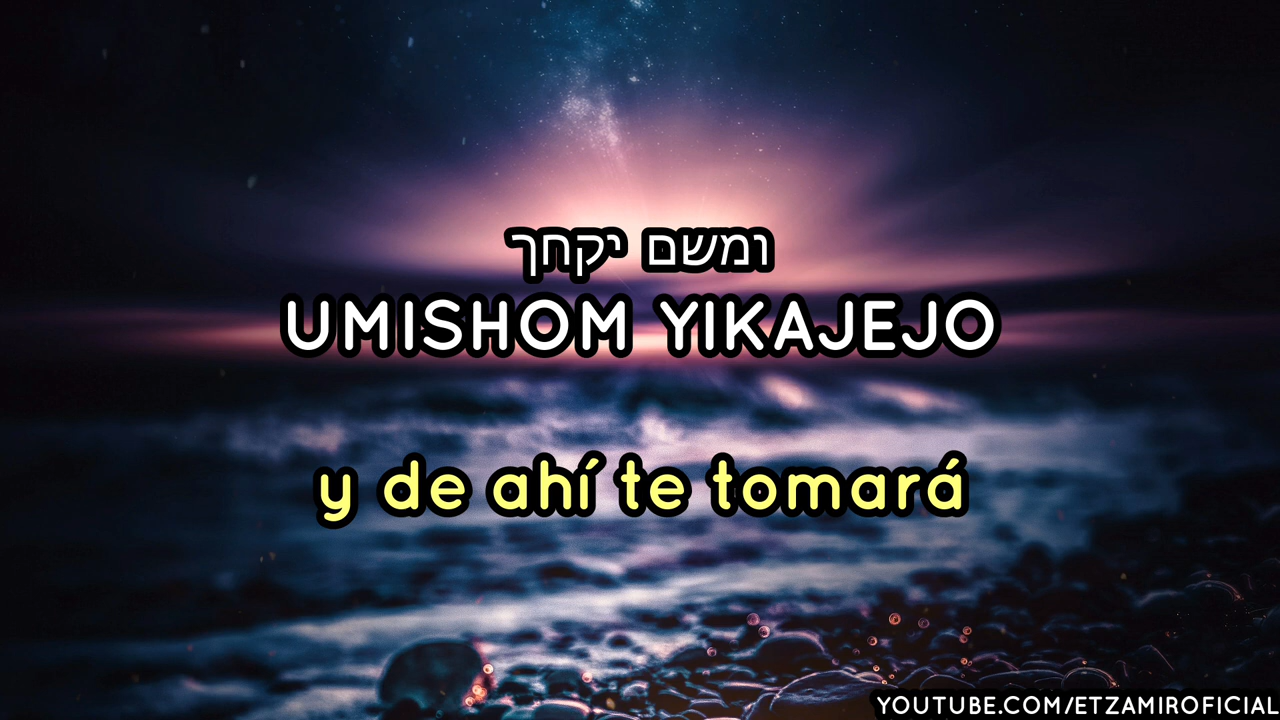 ומשם יקחך
UMISHOM YIKAJEJO
y de ahí te tomará
YOUTUBE.COM/ETZAMIROFICIAL